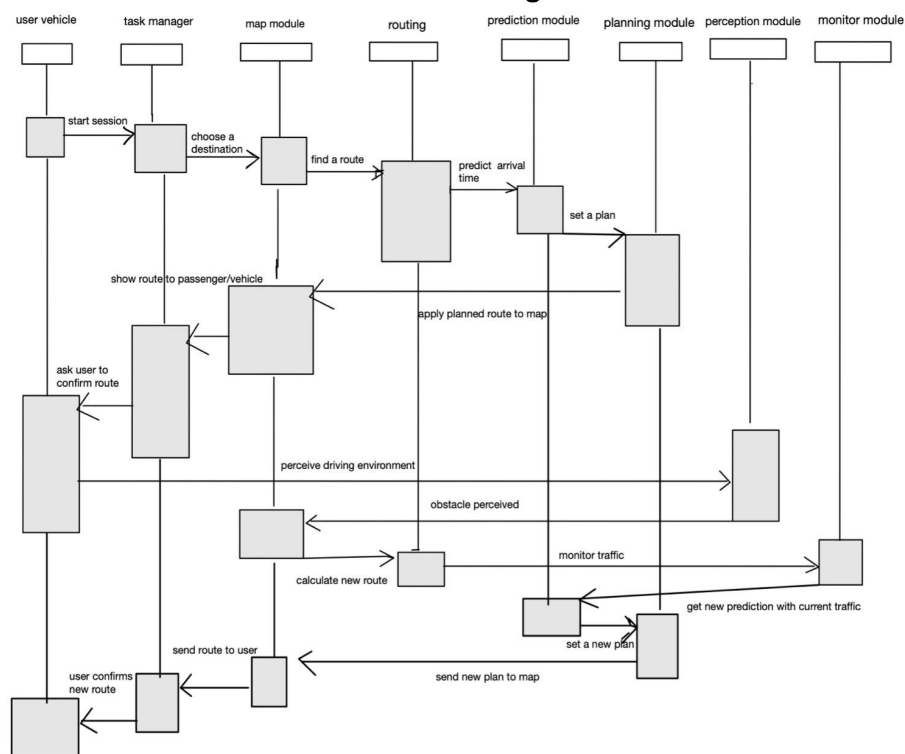 user vehicle
task manager
map module
routing
prediction module
planning module
perception module
monitor module
start session
choose a
destination
find a route
predict arrival
time
set a plan
show route to passenger/vehicle
apply planned route to map
ask user to
confirm route
perceive driving environment
obstacle perceived
monitor traffic
calculate new route
get new prediction with current traffic
set a new plan
send route to user
send new plan to map
user confirms
new route